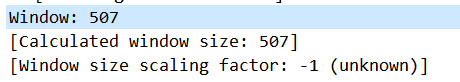 Window: 507
[Calculated window size: 507]
[Window size scaling factor: -1 (unknown)]